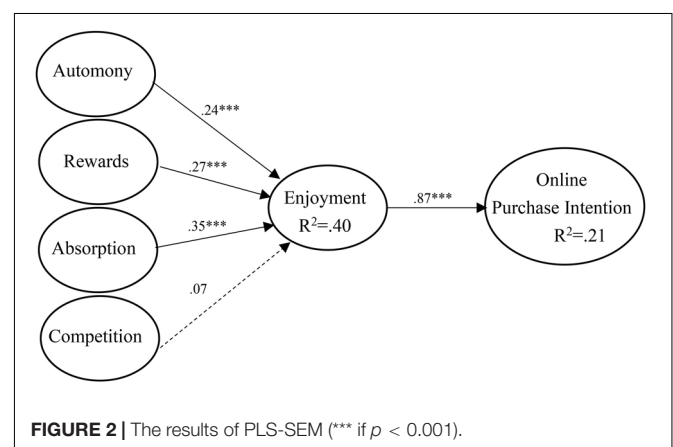 Automony
.24***
Rewards
.27***
Enjoyment
R²=.40
.87***
Online
Purchase Intention
R²=.21
Absorption
.35***
.07
Competition
FIGURE 2 | The results of PLS-SEM (*** if p < 0.001).